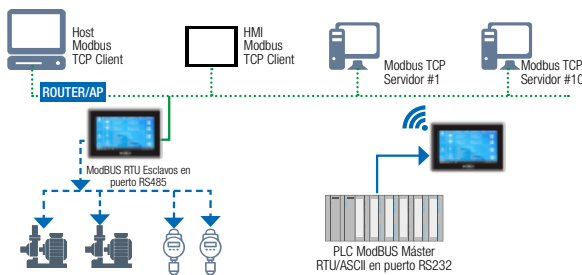 Host
Modbus
TCP Client
HMI
Modbus
TCP Client
Modbus TCP
Servidor #1
Modbus TCP
Servidor #10
ROUTER/AP
ModBUS RTU Esclavos en
puerto RS485
PLC ModBUS Máster
RTU/ASCII en puerto RS232